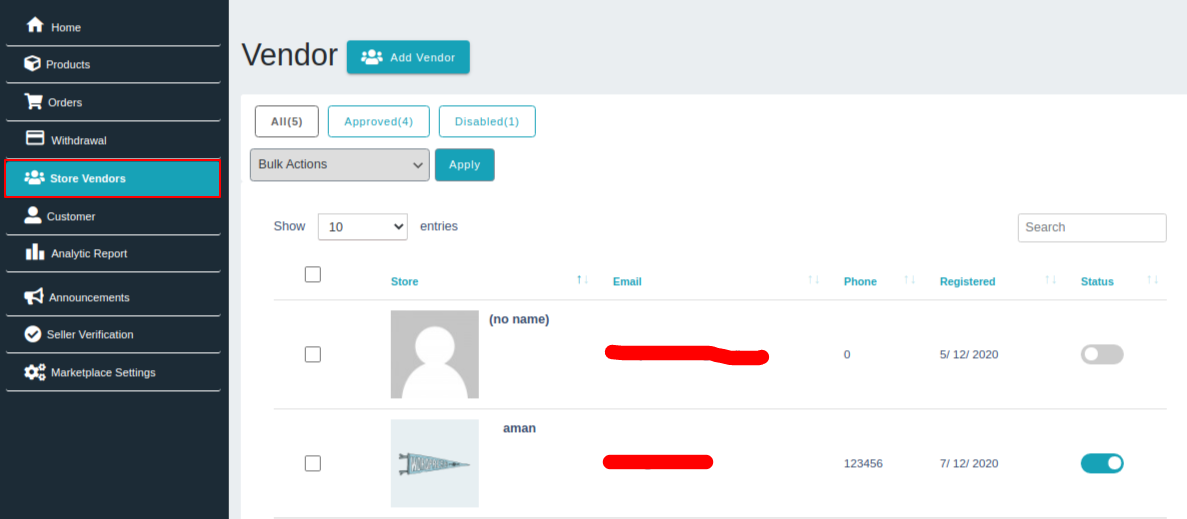 Home
Products
Orders
Withdrawal
Store Vendors
Customer
Analytic Report
Announcements
Seller Verification
Marketplace Settings
Vendor Add Vendor
All(5) Approved(4) Disabled(1)
Bulk Actions Apply
Show 10 entries Search
Store Email Phone Registered Status
(no name)
0 5/ 12/ 2020
aman
123456 7/ 12/ 2020